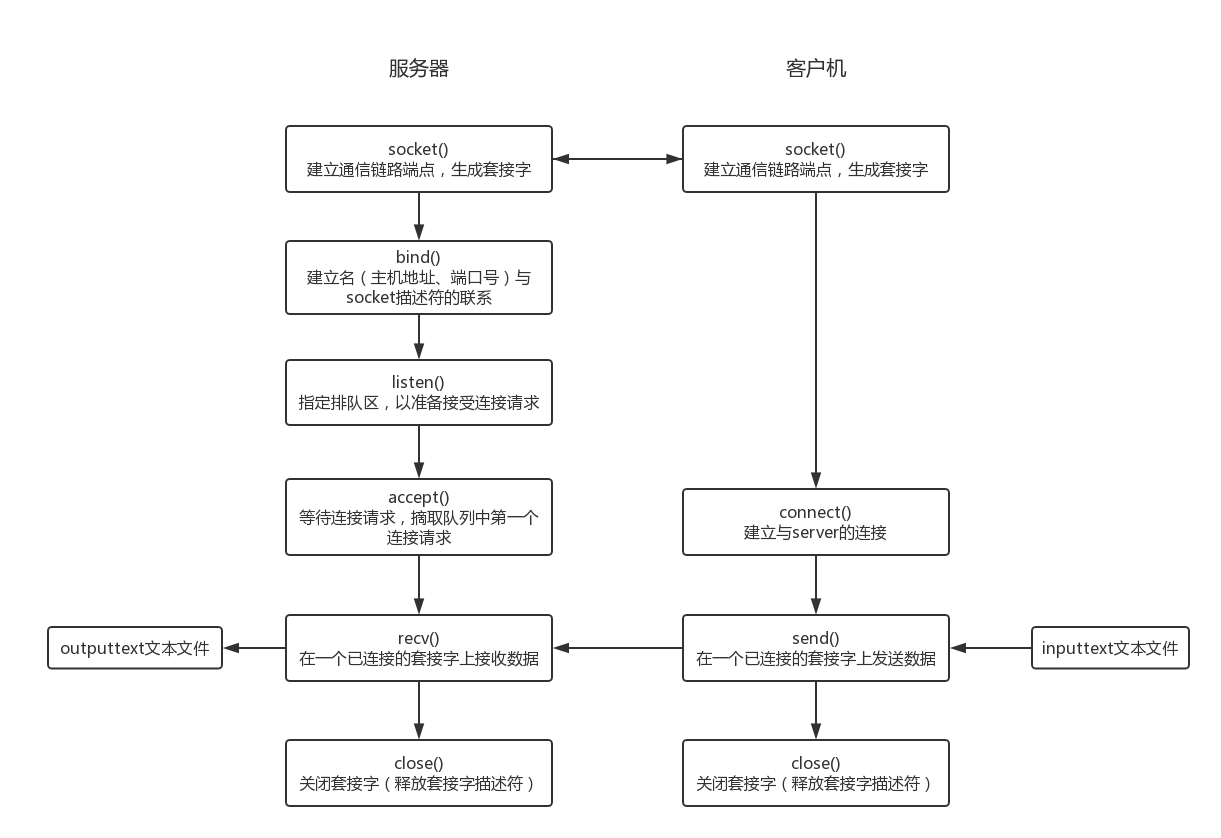 服务器
客户机
socket()
建立通信链路端点，生成套接字
socket()
建立通信链路端点，生成套接字
bind()
建立名（主机地址、端口号）与
socket描述符的联系
listen()
指定排队区，以准备接受连接请求
accept()
等待连接请求，摘取队列中第一个
连接请求
connect()
建立与server的连接
outputtext文本文件
recv()
在一个已连接的套接字上接收数据
send()
在一个已连接的套接字上发送数据
inputtext文本文件
close()
关闭套接字（释放套接字描述符）
close()
关闭套接字（释放套接字描述符）